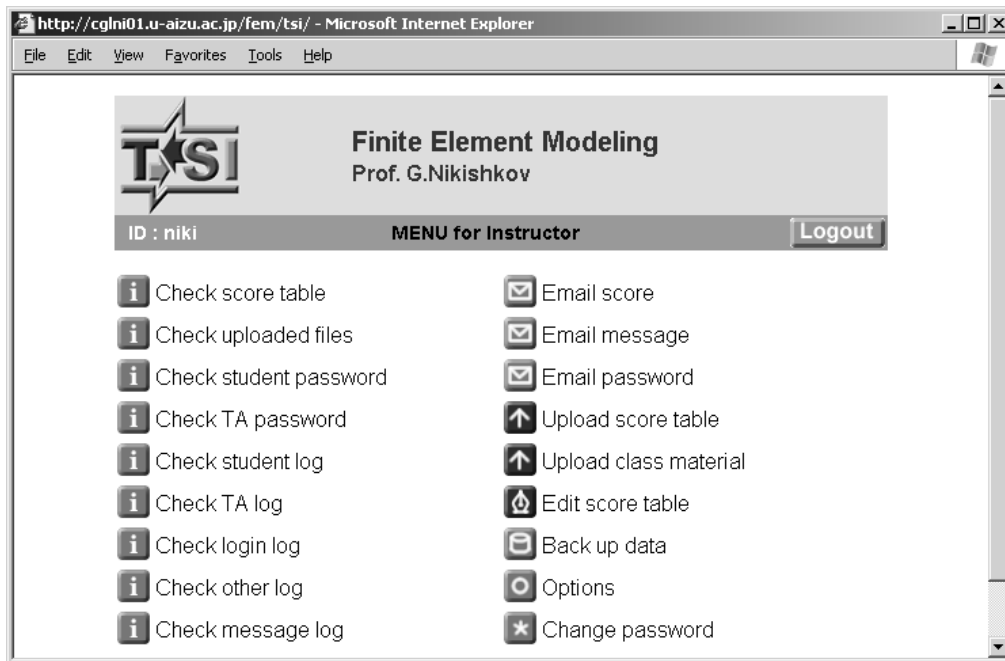 http://cglni01.u-aizu.ac.jp/fem/tsi/ - Microsoft Internet Explorer
File Edit View Favorites Tools Help
TSI
Finite Element Modeling
Prof. G.Nikishkov
ID : niki MENU for Instructor Logout
i Check score table
i Check uploaded files
i Check student password
i Check TA password
i Check student log
i Check TA log
i Check login log
i Check other log
i Check message log
Email score
Email message
Email password
Upload score table
Upload class material
Edit score table
Back up data
Options
Change password